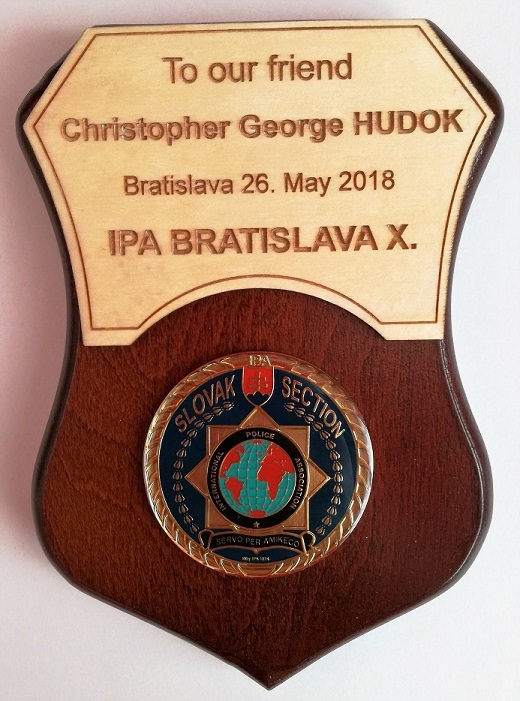 To our friend
Christopher George HUDOK
Bratislava 26. May 2018
IPA BRATISLAVA X.
IPA
SLOVAK SECTION
INTERNATIONAL POLICE ASSOCIATION
SERVO PER AMIKECO